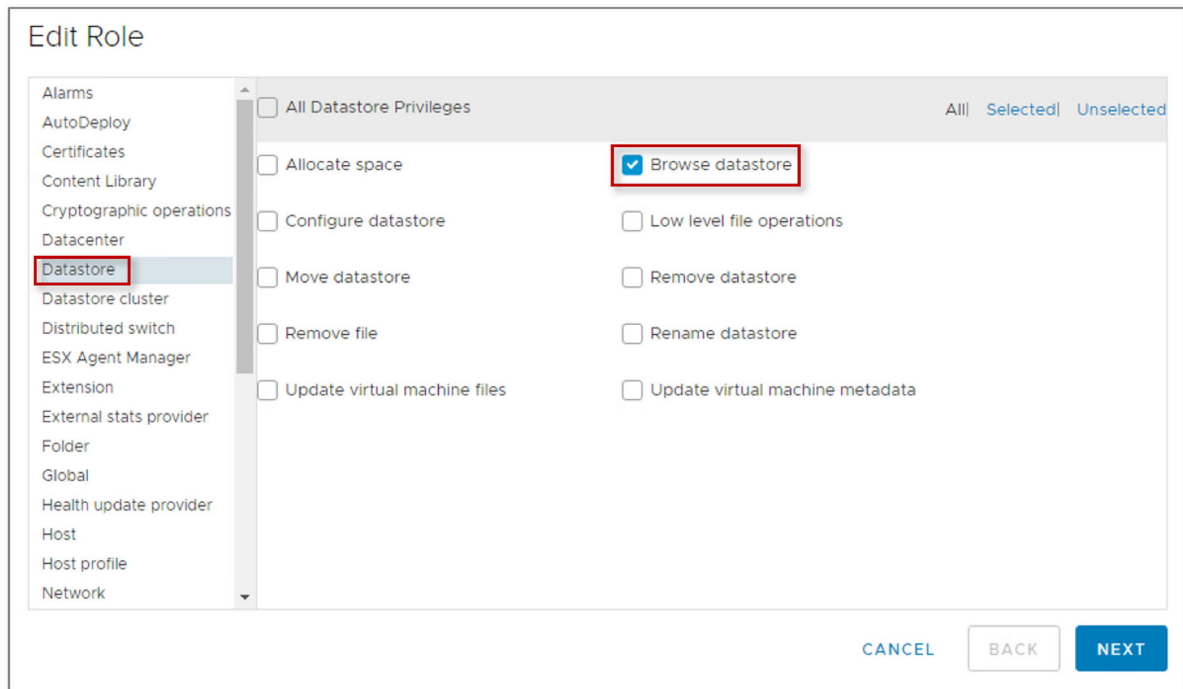 Edit Role
Alarms
AutoDeploy
Certificates
Content Library
Cryptographic operations
Datacenter
Datastore
Datastore cluster
Distributed switch
ESX Agent Manager
Extension
External stats provider
Folder
Global
Health update provider
Host
Host profile
Network
All Datastore Privileges
All| Selected| Unselected
Allocate space
Browse datastore
Configure datastore
Low level file operations
Move datastore
Remove datastore
Remove file
Rename datastore
Update virtual machine files
Update virtual machine metadata
CANCEL
BACK
NEXT